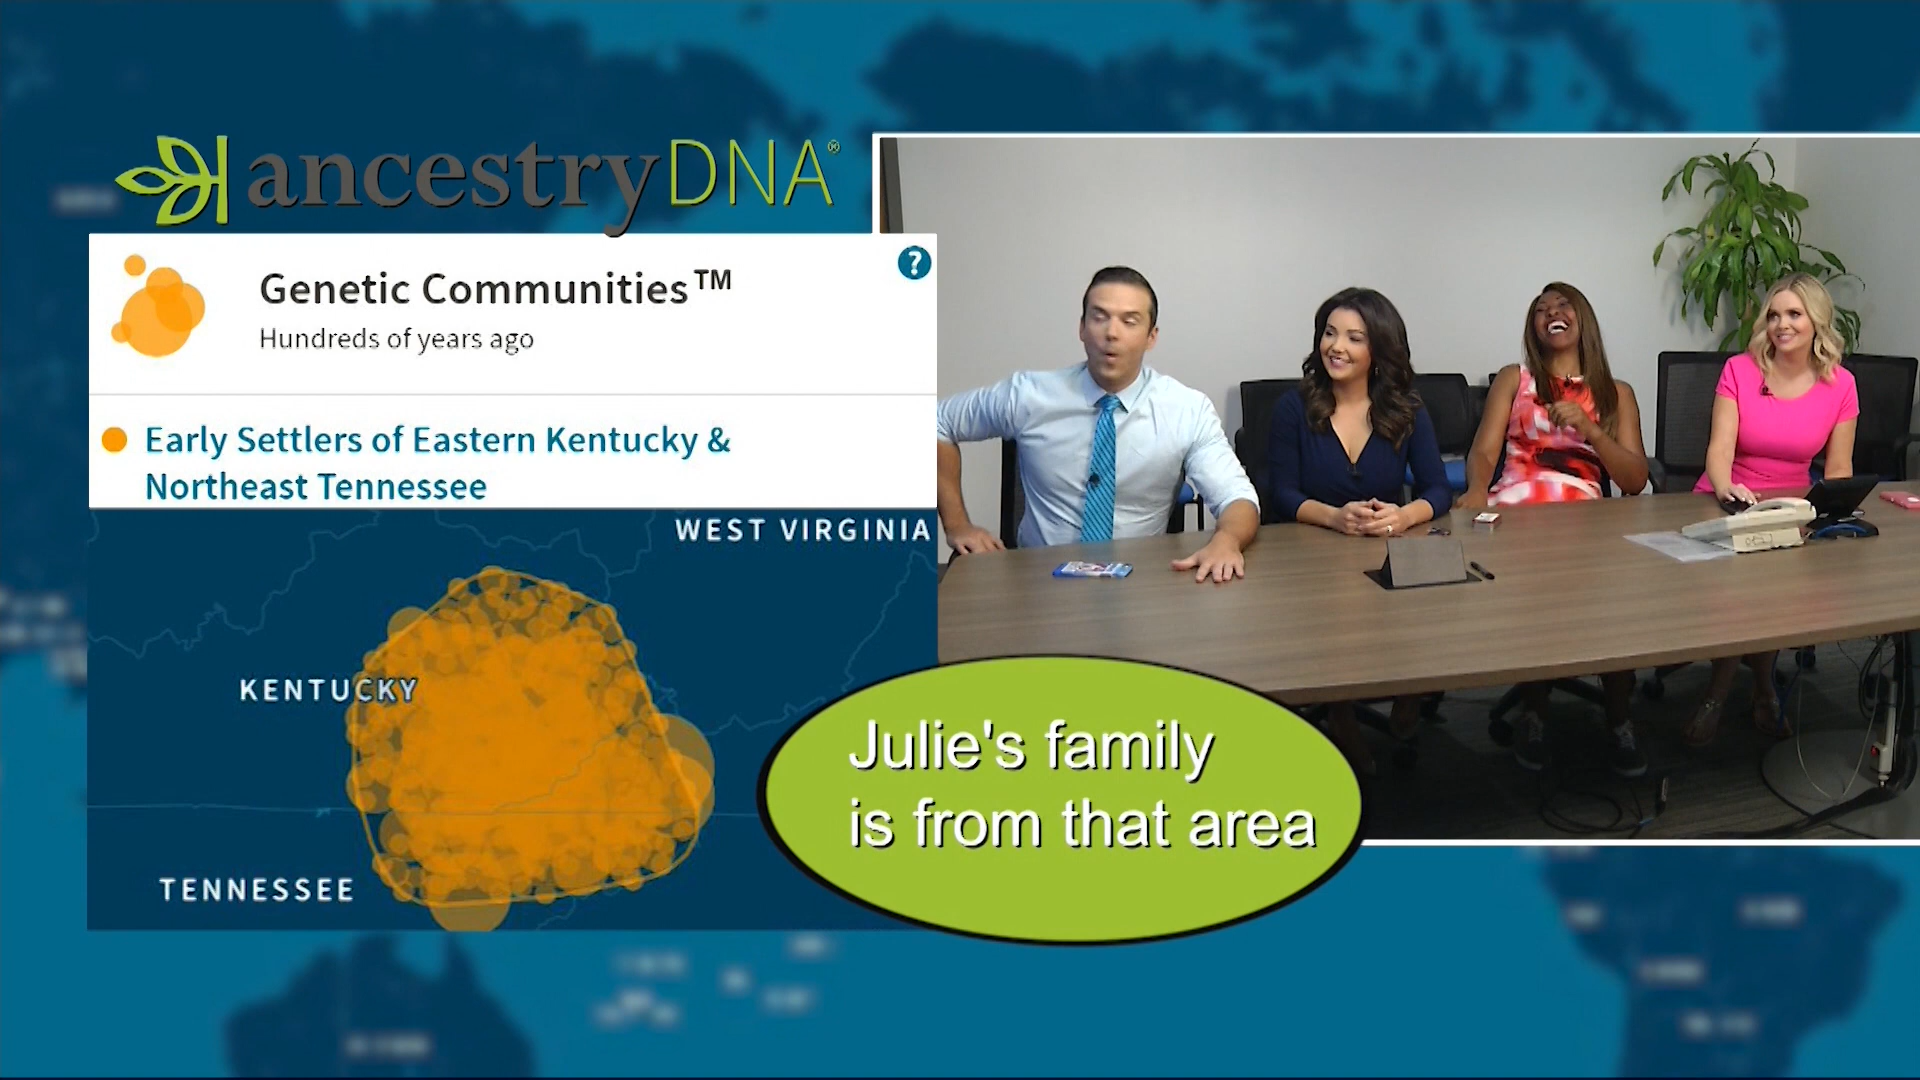 ancestryDNA®
Genetic Communities™
?
Hundreds of years ago
Early Settlers of Eastern Kentucky &
Northeast Tennessee
WEST VIRGINIA
KENTUCKY
TENNESSEE
Julie's family
is from that area